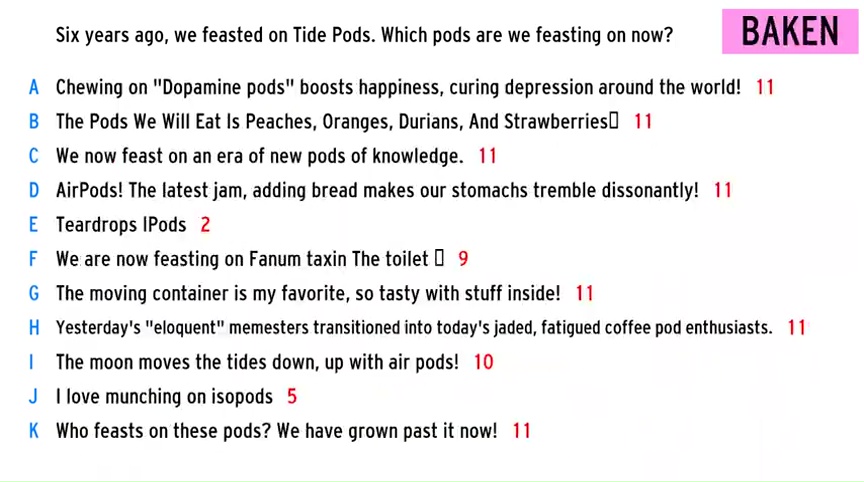 Six years ago, we feasted on Tide Pods. Which pods are we feasting on now?
BAKEN
A Chewing on "Dopamine pods" boosts happiness, curing depression around the world! 11
B The Pods We Will Eat Is Peaches, Oranges, Durians, And Strawberries▯ 11
C We now feast on an era of new pods of knowledge. 11
D AirPods! The latest jam, adding bread makes our stomachs tremble dissonantly! 11
E Teardrops IPods 2
F We are now feasting on Fanum taxin The toilet ▯ 9
G The moving container is my favorite, so tasty with stuff inside! 11
H Yesterday's "eloquent" memesters transitioned into today's jaded, fatigued coffee pod enthusiasts. 11
I The moon moves the tides down, up with air pods! 10
J I love munching on isopods 5
K Who feasts on these pods? We have grown past it now! 11